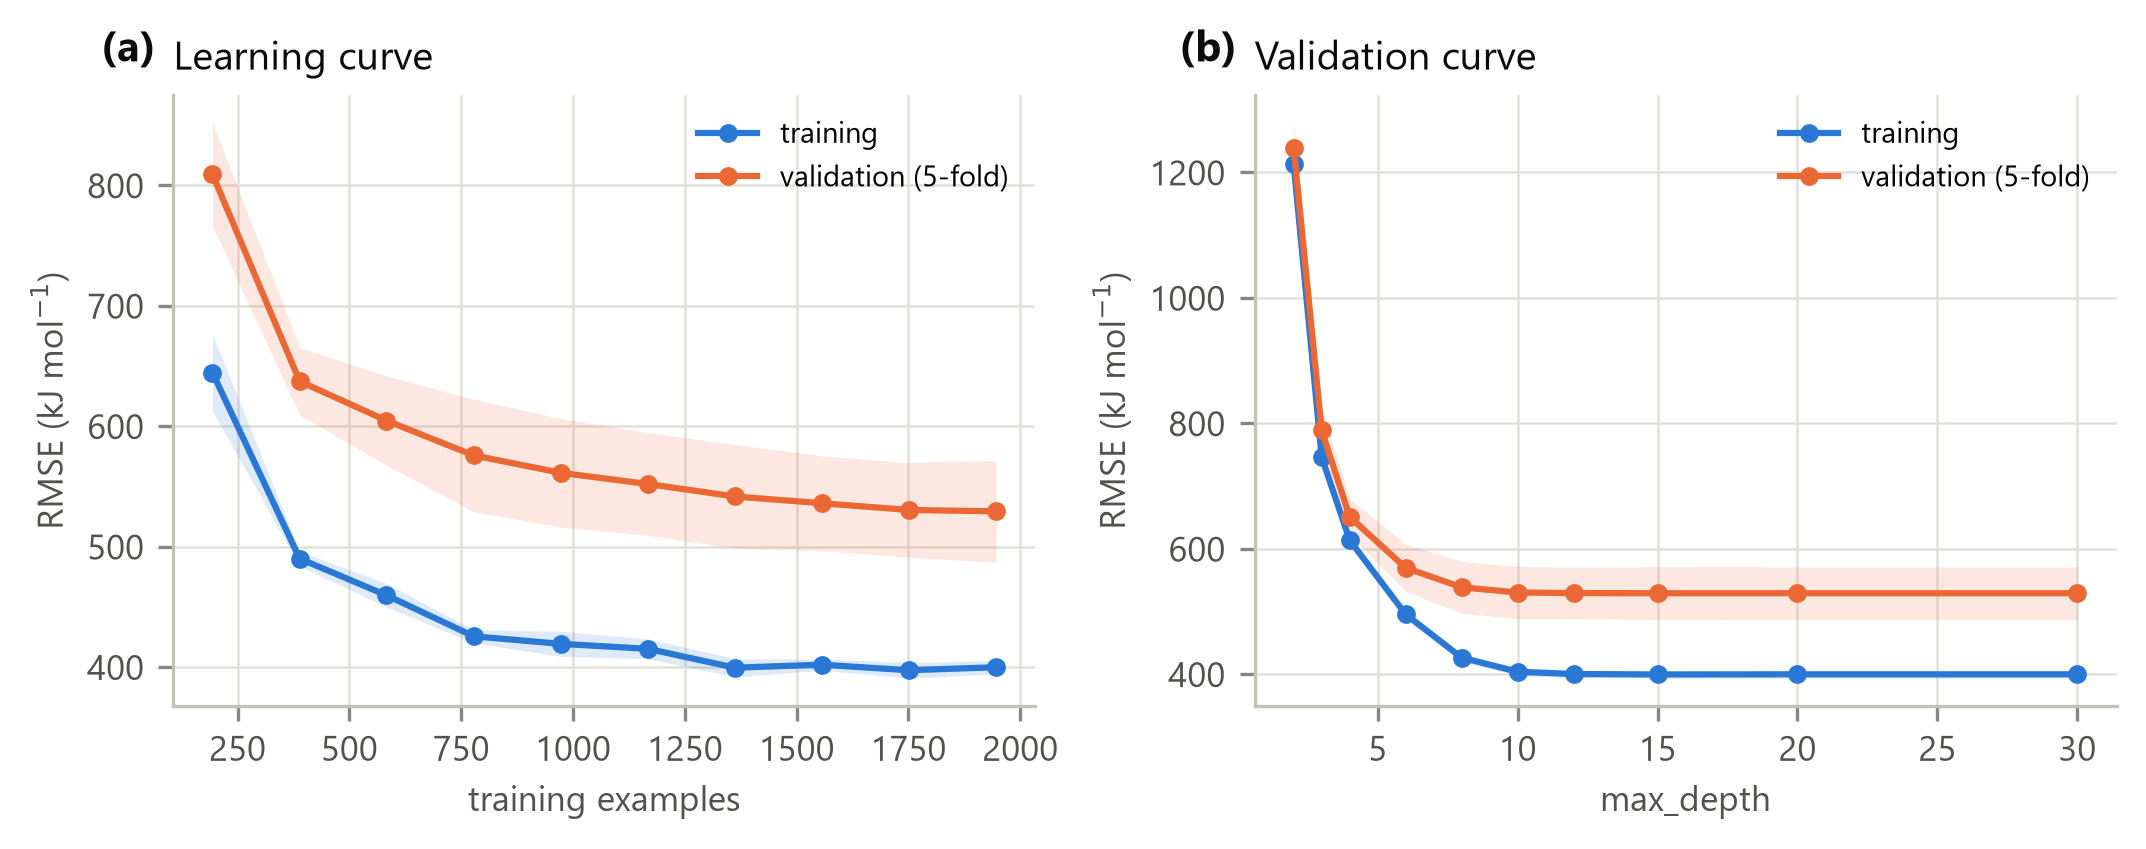 (a) Learning curve
training
validation (5-fold)
800
700
600
500
400
RMSE (kJ mol⁻¹)
250 500 750 1000 1250 1500 1750 2000
training examples
(b) Validation curve
training
validation (5-fold)
1200
1000
800
600
400
RMSE (kJ mol⁻¹)
5 10 15 20 25 30
max_depth